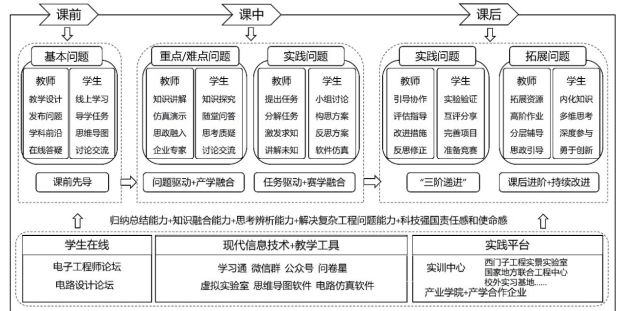 课前
课中
课后
基本问题
教师 学生
教学设计 线上学习
发布问题 导学任务
学科前沿 思维导图
在线答疑 讨论交流
课前先导
重点/难点问题
教师 学生
知识讲解 知识探究
仿真演示 随堂问答
思政融入 思考质疑
企业专家 讨论交流
问题驱动+产学融合
实践问题
教师 学生
提出任务 小组讨论
分解任务 构思方案
激发求知 反思方案
讲解未知 软件仿真
任务驱动+赛学融合
实践问题
教师 学生
引导协作 实验验证
评估指导 互评分享
改进措施 完善项目
反思修正 准备竞赛
“三阶递进”
拓展问题
教师 学生
拓展资源 内化知识
高阶作业 多维思考
分层辅导 深度参与
思政引导 勇于创新
课后进阶+持续改进
归纳总结能力+知识融合能力+思考辨析能力+解决复杂工程问题能力+科技强国责任感和使命感
学生在线
电子工程师论坛
电路设计论坛
现代信息技术+教学工具
学习通 微信群 公众号 问卷星
虚拟实验室 思维导图软件 电路仿真软件
实践平台
实训中心
西门子工程实景实验室
国家地方联合工程中心
校外实习基地......
产业学院+产学合作企业